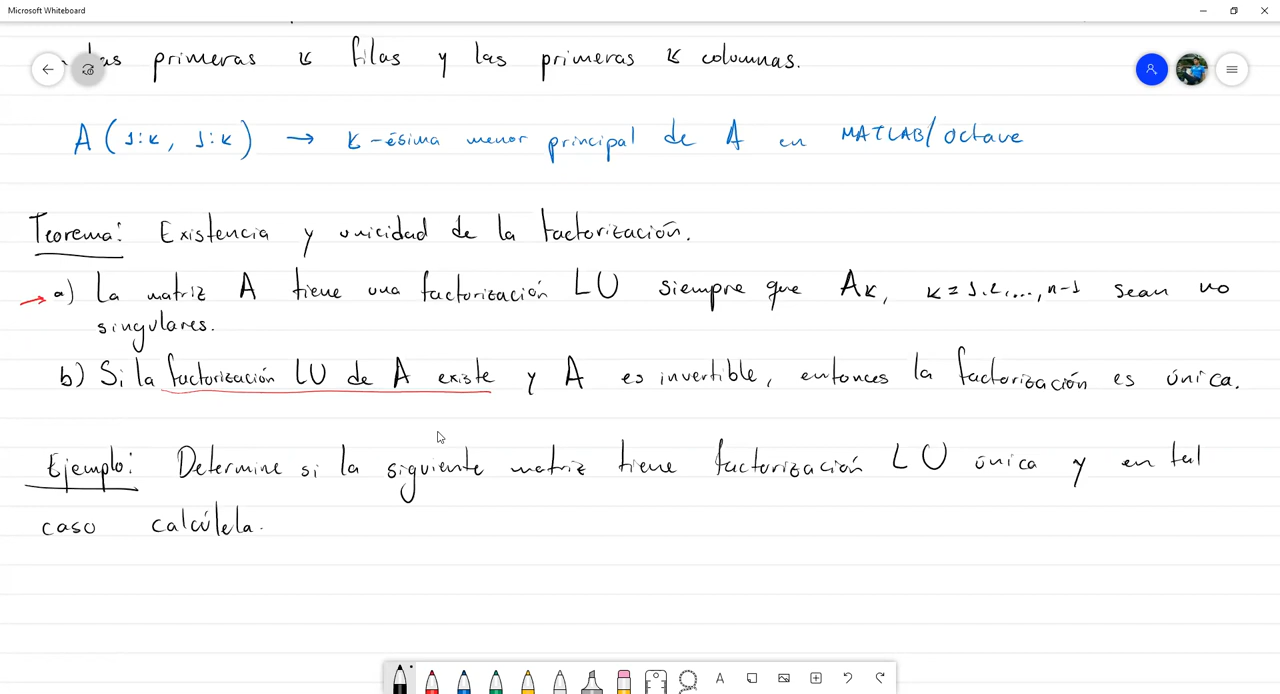 Microsoft Whiteboard
las primeras k filas y las primeras k columnas.
A(1:k, 1:k) → k-ésima menor principal de A en MATLAB/Octave
Teorema: Existencia y unicidad de la factorización.
→ a) La matriz A tiene una factorización LU siempre que Ak, k=1,2,...,n-1 sean no
singulares.
b) Si la factorización LU de A existe y A es invertible, entonces la factorización es única.
Ejemplo: Determine si la siguiente matriz tiene factorización LU única y en tal
caso calcúlela.
A